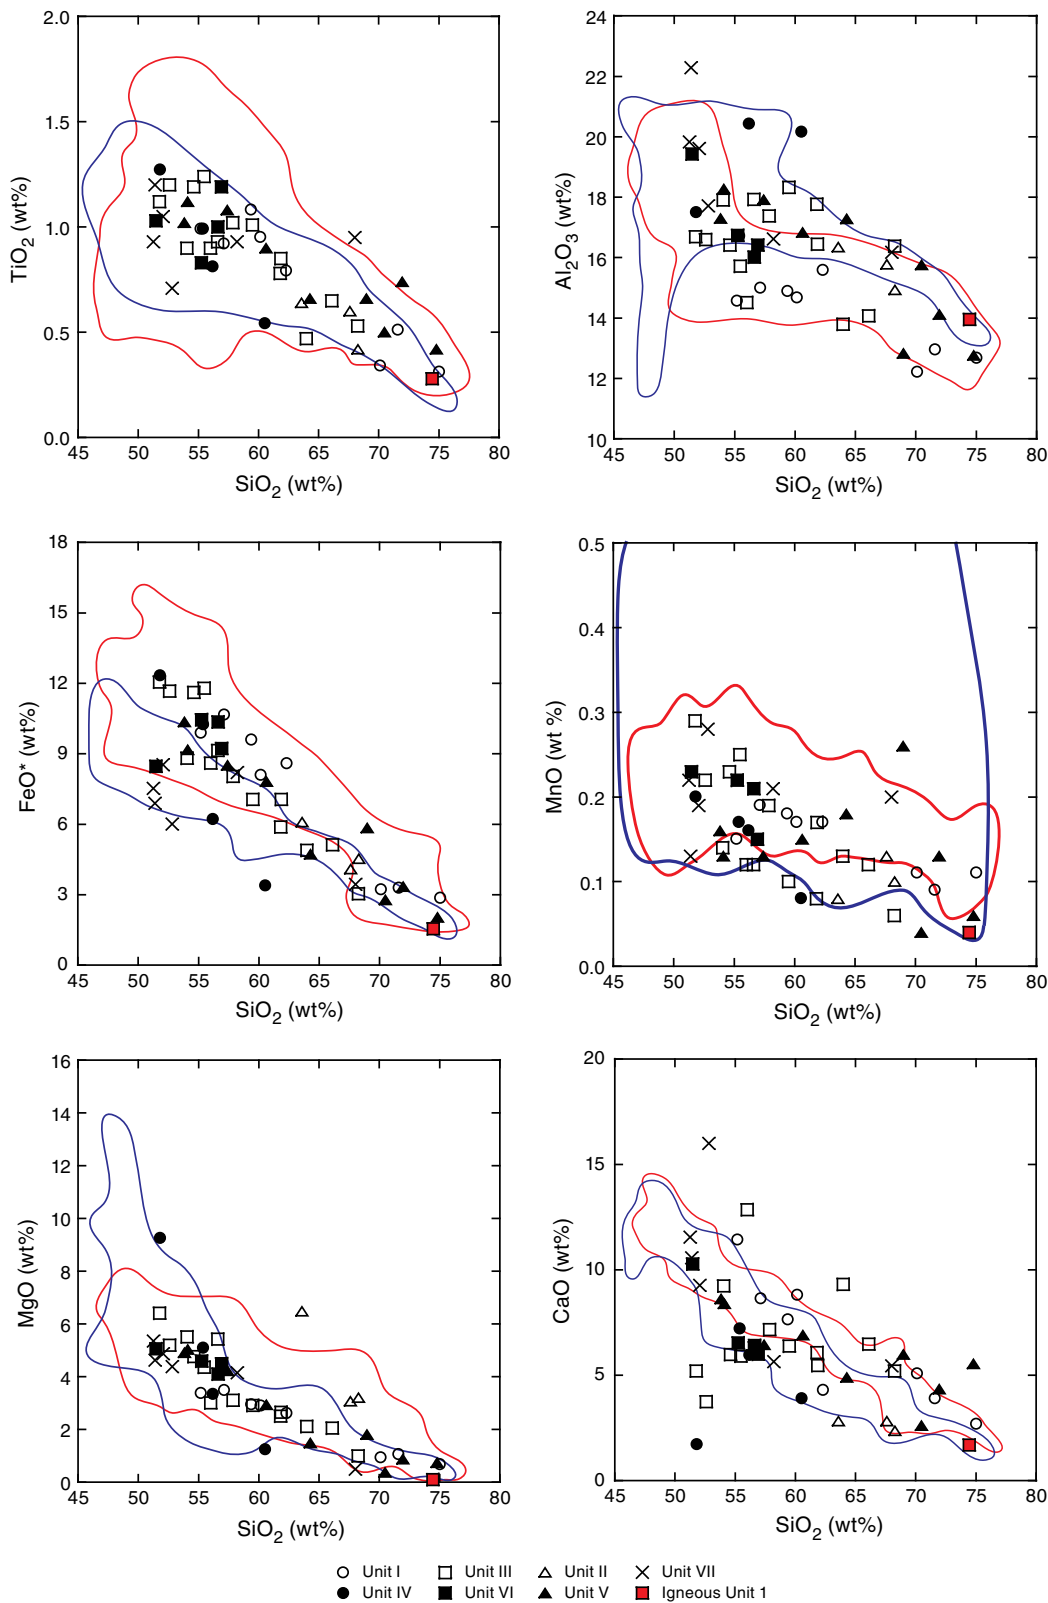 2.0
1.5
1.0
0.5
0.0
TiO2 (wt%)
45 50 55 60 65 70 75 80
SiO2 (wt%)
24
22
20
18
16
14
12
10
Al2O3 (wt%)
45 50 55 60 65 70 75 80
SiO2 (wt%)
18
15
12
9
6
3
0
FeO* (wt%)
45 50 55 60 65 70 75 80
SiO2 (wt%)
0.5
0.4
0.3
0.2
0.1
0.0
MnO (wt %)
45 50 55 60 65 70 75 80
SiO2 (wt%)
16
14
12
10
8
6
4
2
0
MgO (wt%)
45 50 55 60 65 70 75 80
SiO2 (wt%)
20
15
10
5
0
CaO (wt%)
45 50 55 60 65 70 75 80
SiO2 (wt%)
Unit I Unit III Unit II Unit VII
Unit IV Unit VI Unit V Igneous Unit 1